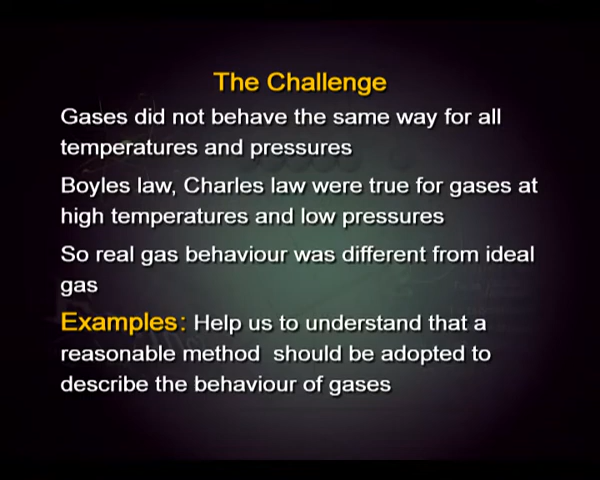 The Challenge
Gases did not behave the same way for all
temperatures and pressures
Boyles law, Charles law were true for gases at
high temperatures and low pressures
So real gas behaviour was different from ideal
gas
Examples: Help us to understand that a
reasonable method should be adopted to
describe the behaviour of gases